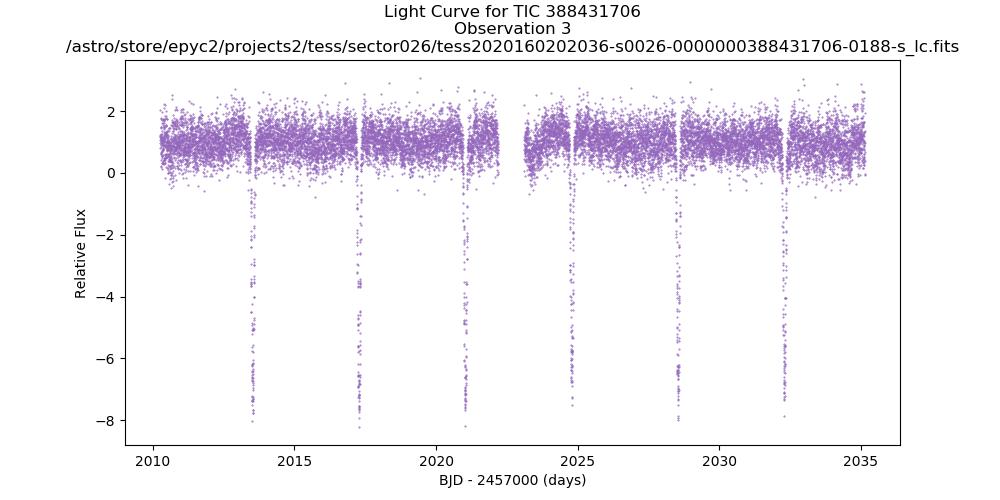 Light Curve for TIC 388431706
Observation 3
/astro/store/epyc2/projects2/tess/sector026/tess2020160202036-s0026-0000000388431706-0188-s_lc.fits
2
0
−2
−4
−6
−8
Relative Flux
2010 2015 2020 2025 2030 2035
BJD - 2457000 (days)